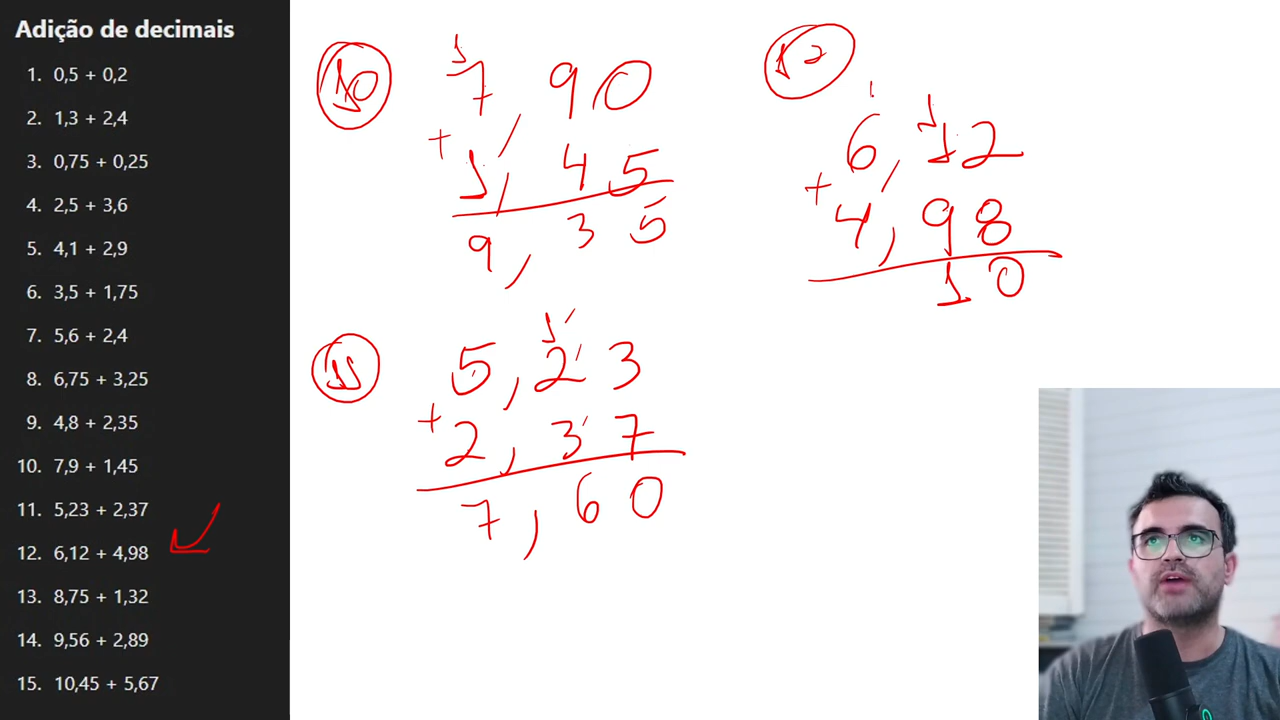 Adição de decimais
1. 0,5 + 0,2
2. 1,3 + 2,4
3. 0,75 + 0,25
4. 2,5 + 3,6
5. 4,1 + 2,9
6. 3,5 + 1,75
7. 5,6 + 2,4
8. 6,75 + 3,25
9. 4,8 + 2,35
10. 7,9 + 1,45
11. 5,23 + 2,37
12. 6,12 + 4,98
13. 8,75 + 1,32
14. 9,56 + 2,89
15. 10,45 + 5,67
10
1
7,90
+ 1,45
9,35
11
1
5,23
+ 2,37
7,60
12
1 1
6,12
+ 4,98
10